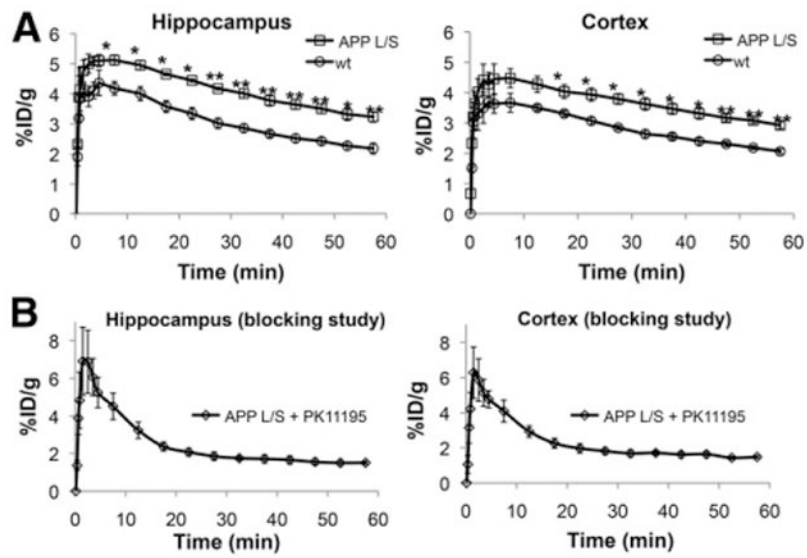 A
Hippocampus
%ID/g
6
5
4
3
2
1
0
* * * * ** ** * ** ** * **
APP L/S
wt
0 10 20 30 40 50 60
Time (min)
Cortex
%ID/g
6
5
4
3
2
1
0
* * * * * * ** ** **
APP L/S
wt
0 10 20 30 40 50 60
Time (min)
B
Hippocampus (blocking study)
%ID/g
8
6
4
2
0
APP L/S + PK11195
0 10 20 30 40 50 60
Time (min)
Cortex (blocking study)
%ID/g
8
6
4
2
0
APP L/S + PK11195
0 10 20 30 40 50 60
Time (min)